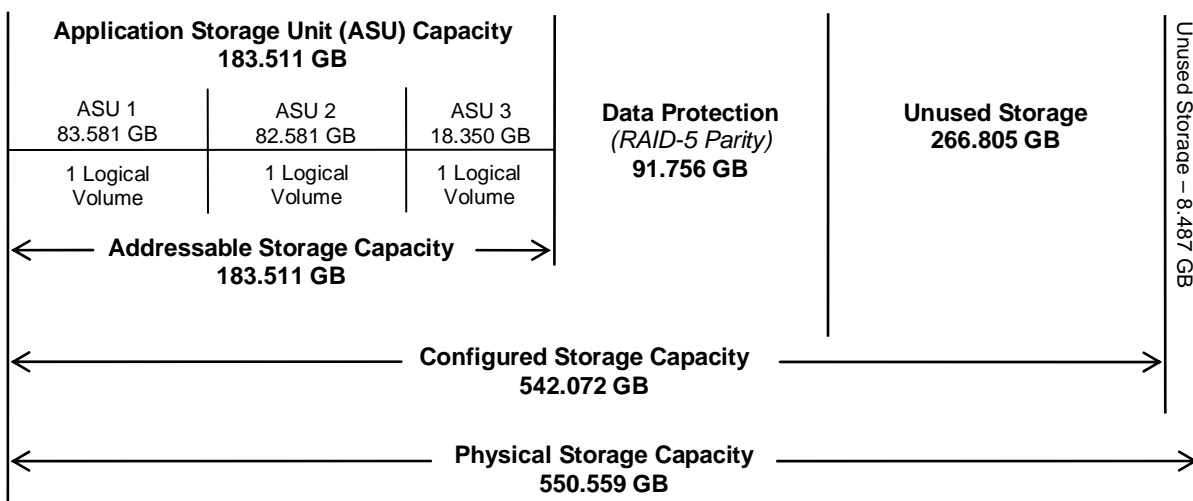 Application Storage Unit (ASU) Capacity
183.511 GB
ASU 1
83.581 GB
ASU 2
82.581 GB
ASU 3
18.350 GB
1 Logical
Volume
1 Logical
Volume
1 Logical
Volume
Addressable Storage Capacity
183.511 GB
Data Protection
(RAID-5 Parity)
91.756 GB
Unused Storage
266.805 GB
Unused Storage – 8.487 GB
Configured Storage Capacity
542.072 GB
Physical Storage Capacity
550.559 GB